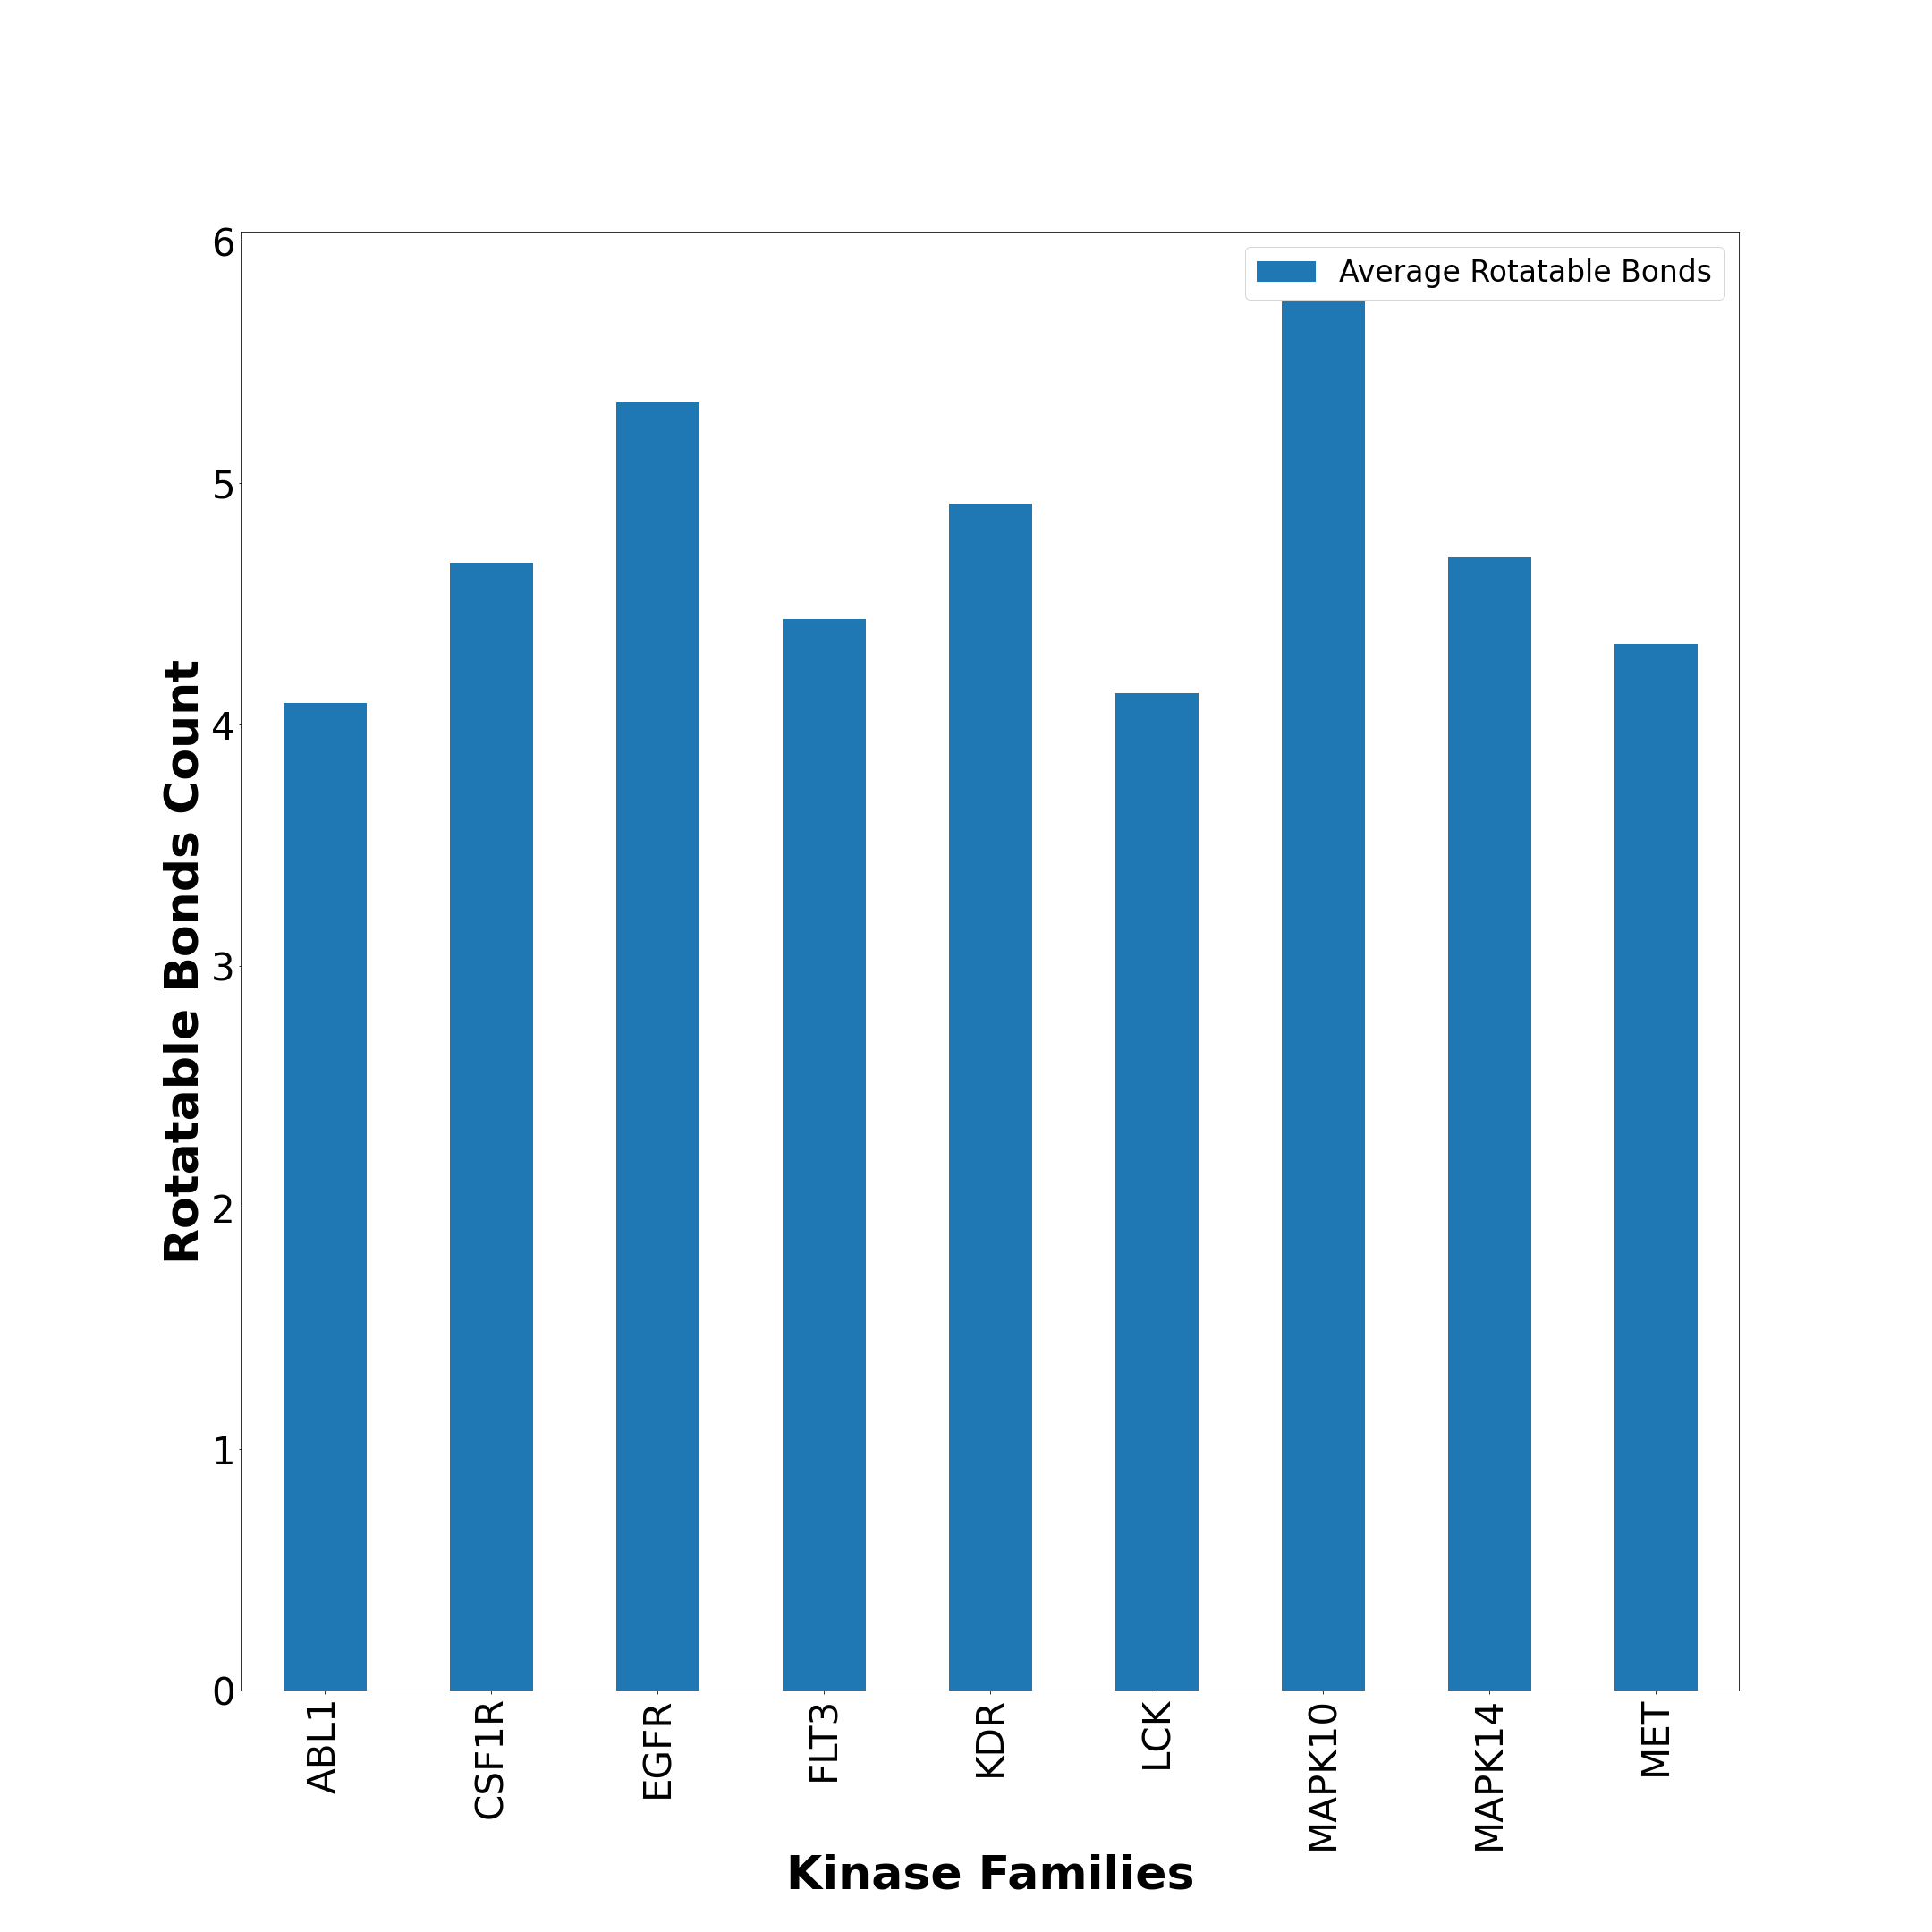 Average Rotatable Bonds
Rotatable Bonds Count
6
5
4
3
2
1
0
ABL1
CSF1R
EGFR
FLT3
KDR
LCK
MAPK10
MAPK14
MET
Kinase Families